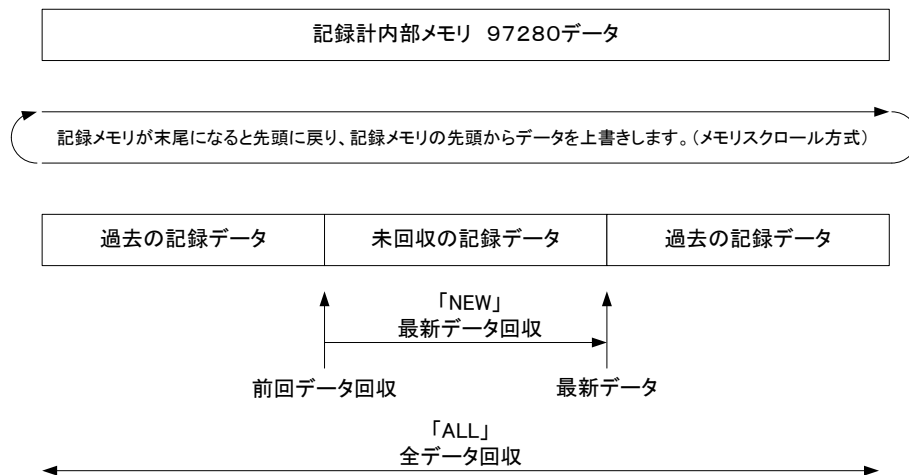 記録計内部メモリ 97280データ
記録メモリが末尾になると先頭に戻り、記録メモリの先頭からデータを上書きします。(メモリスクロール方式)
過去の記録データ 未回収の記録データ 過去の記録データ
「NEW」
最新データ回収
前回データ回収 最新データ
「ALL」
全データ回収